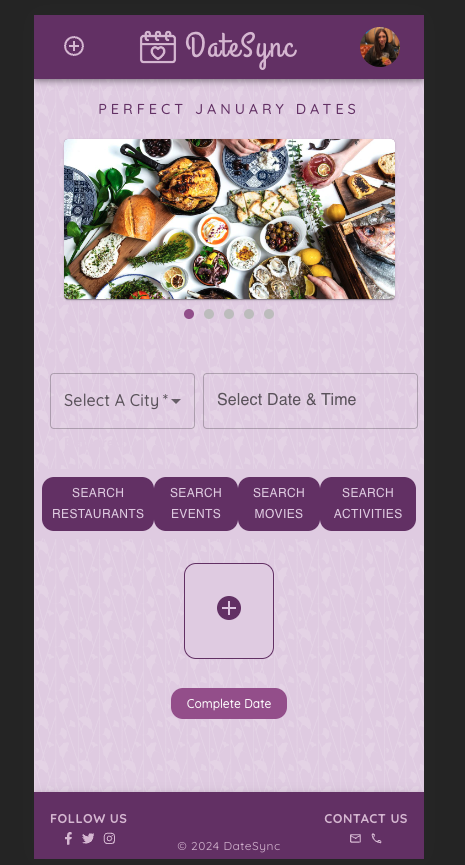 DateSync
PERFECT JANUARY DATES
Select A City *
Select Date & Time
SEARCH
RESTAURANTS
SEARCH
EVENTS
SEARCH
MOVIES
SEARCH
ACTIVITIES
Complete Date
FOLLOW US
CONTACT US
© 2024 DateSync